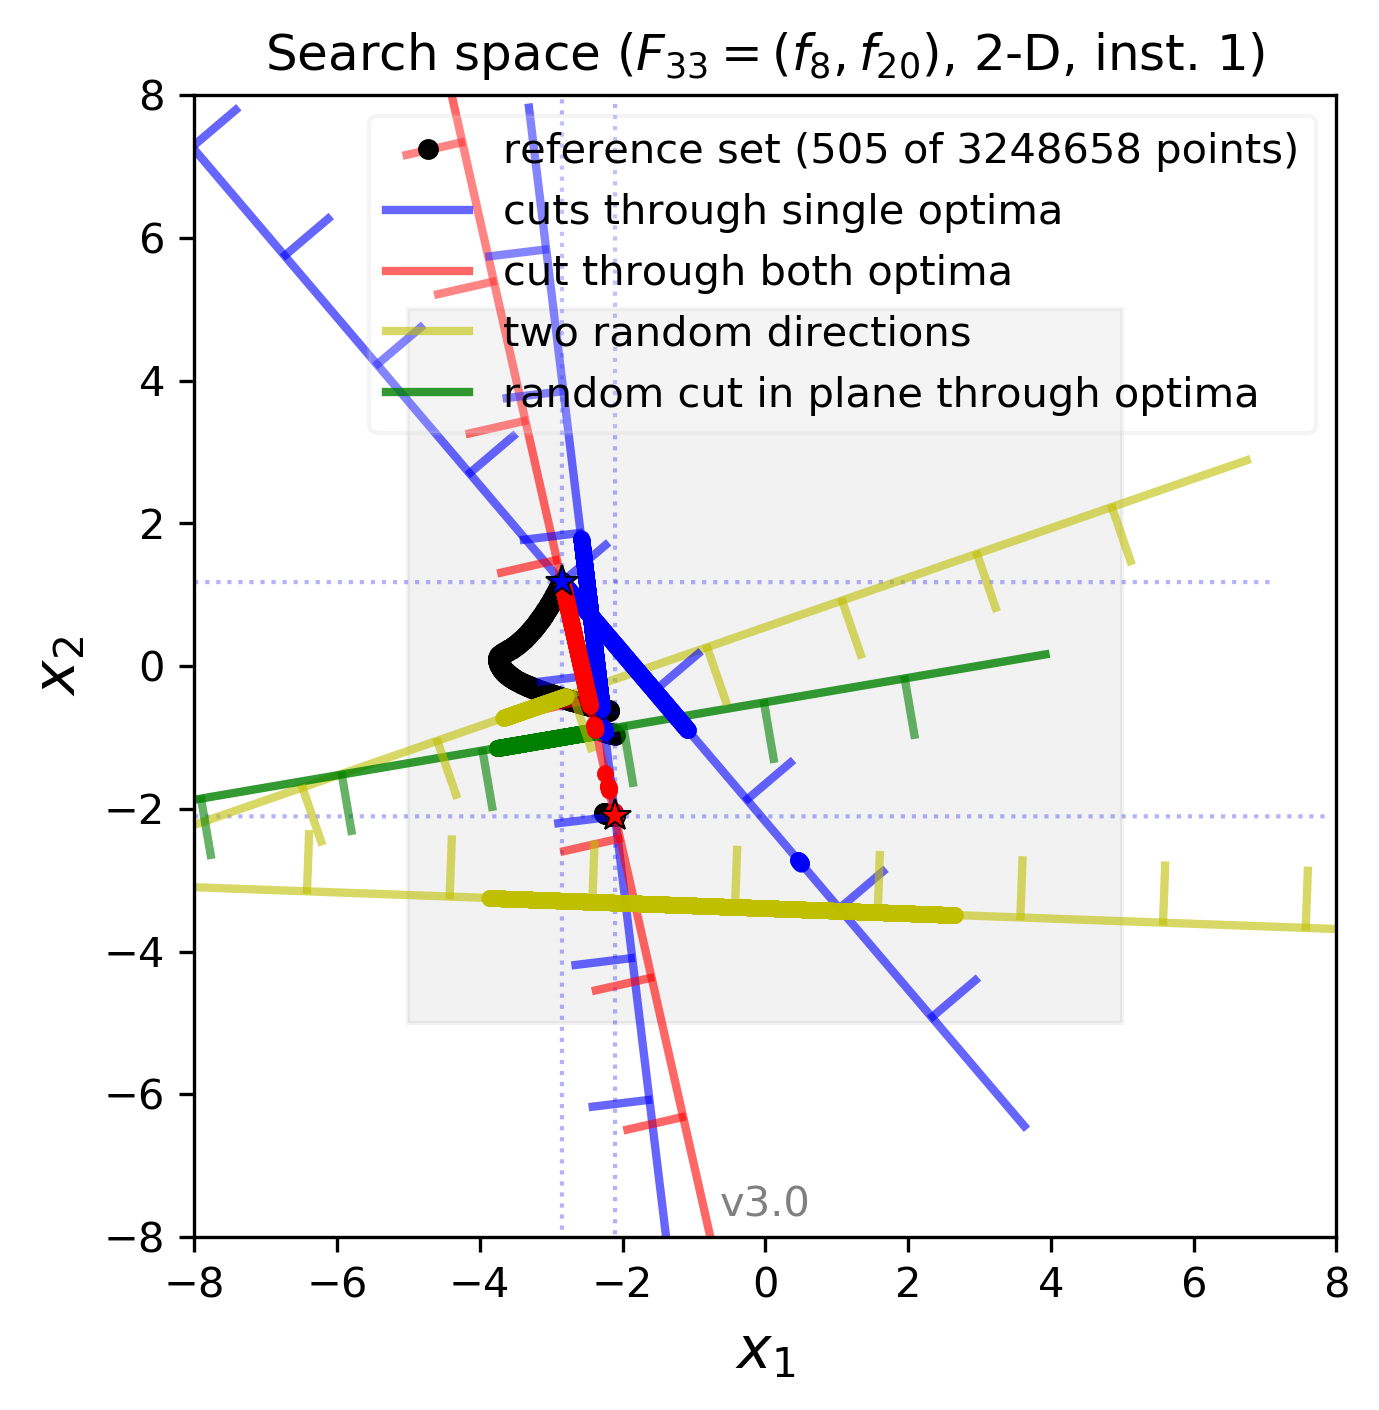 Search space (F33 = (f8, f20), 2-D, inst. 1)
reference set (505 of 3248658 points)
cuts through single optima
cut through both optima
two random directions
random cut in plane through optima
8
6
4
2
0
−2
−4
−6
−8
x2
v3.0
−8 −6 −4 −2 0 2 4 6 8
x1